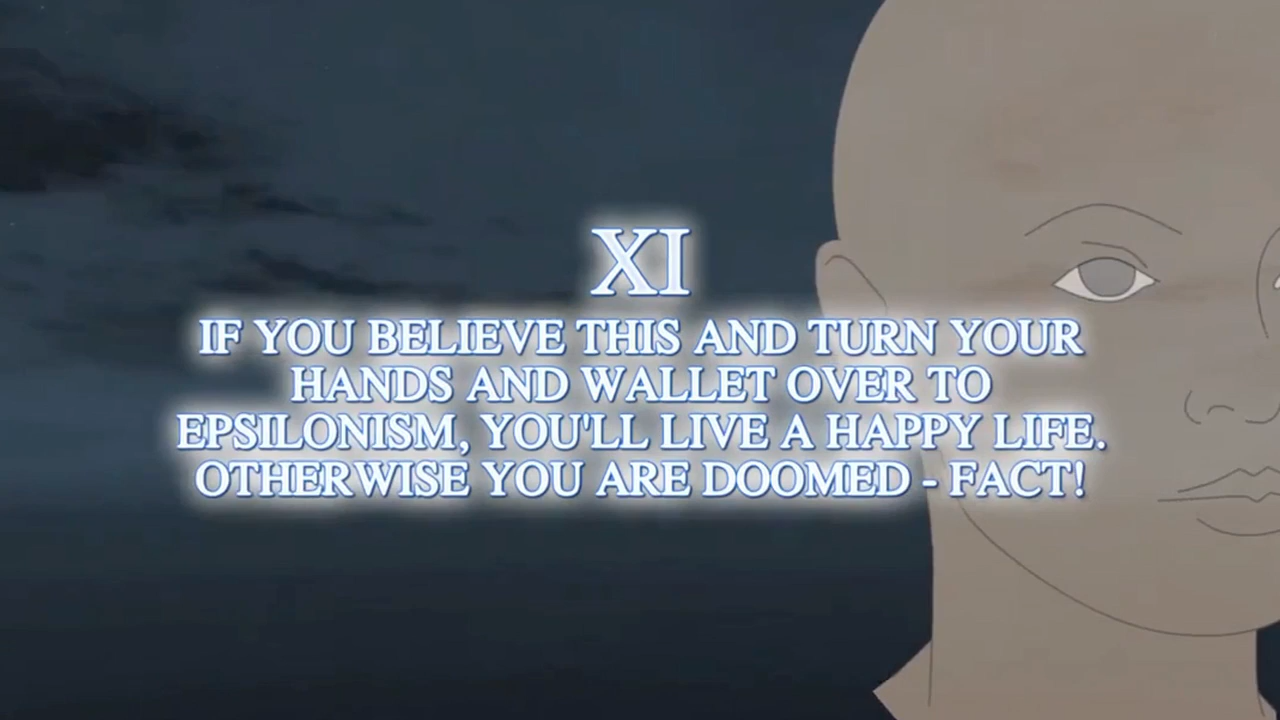 XI
IF YOU BELIEVE THIS AND TURN YOUR
HANDS AND WALLET OVER TO
EPSILONISM, YOU'LL LIVE A HAPPY LIFE.
OTHERWISE YOU ARE DOOMED - FACT!